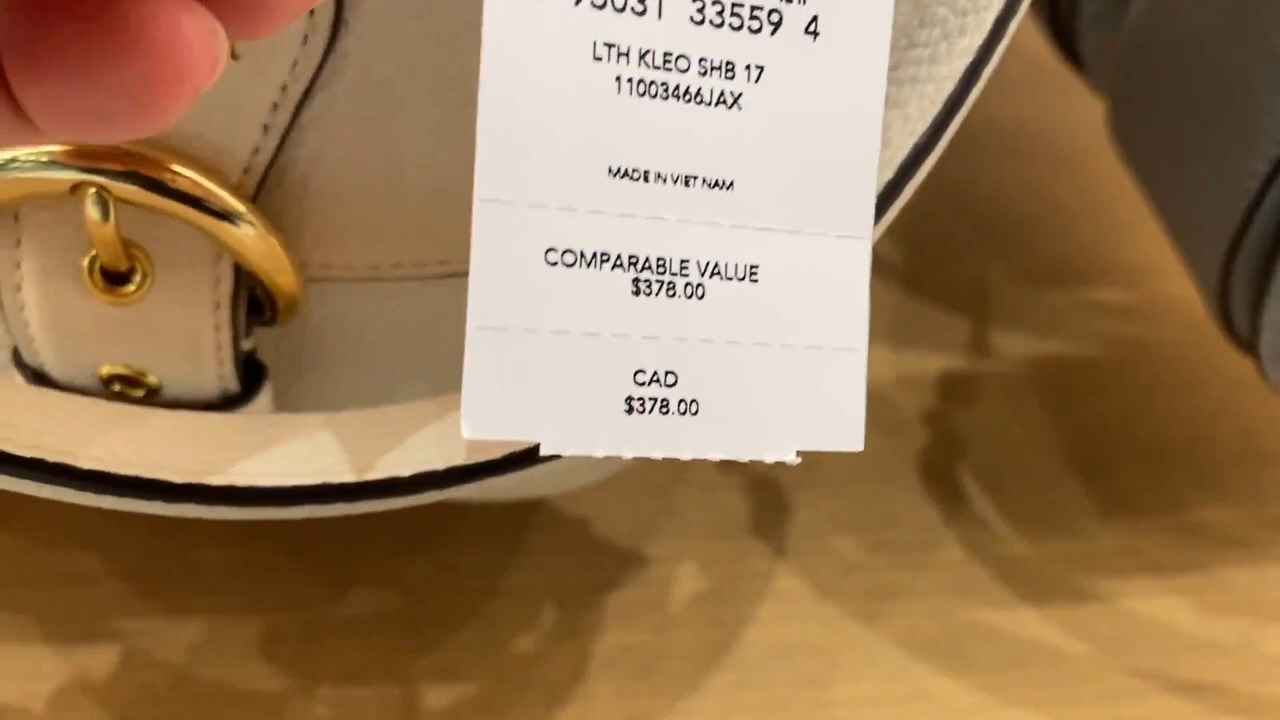 33559 4
LTH KLEO SHB 17
11003466JAX
MADE IN VIET NAM
COMPARABLE VALUE
$378.00
CAD
$378.00